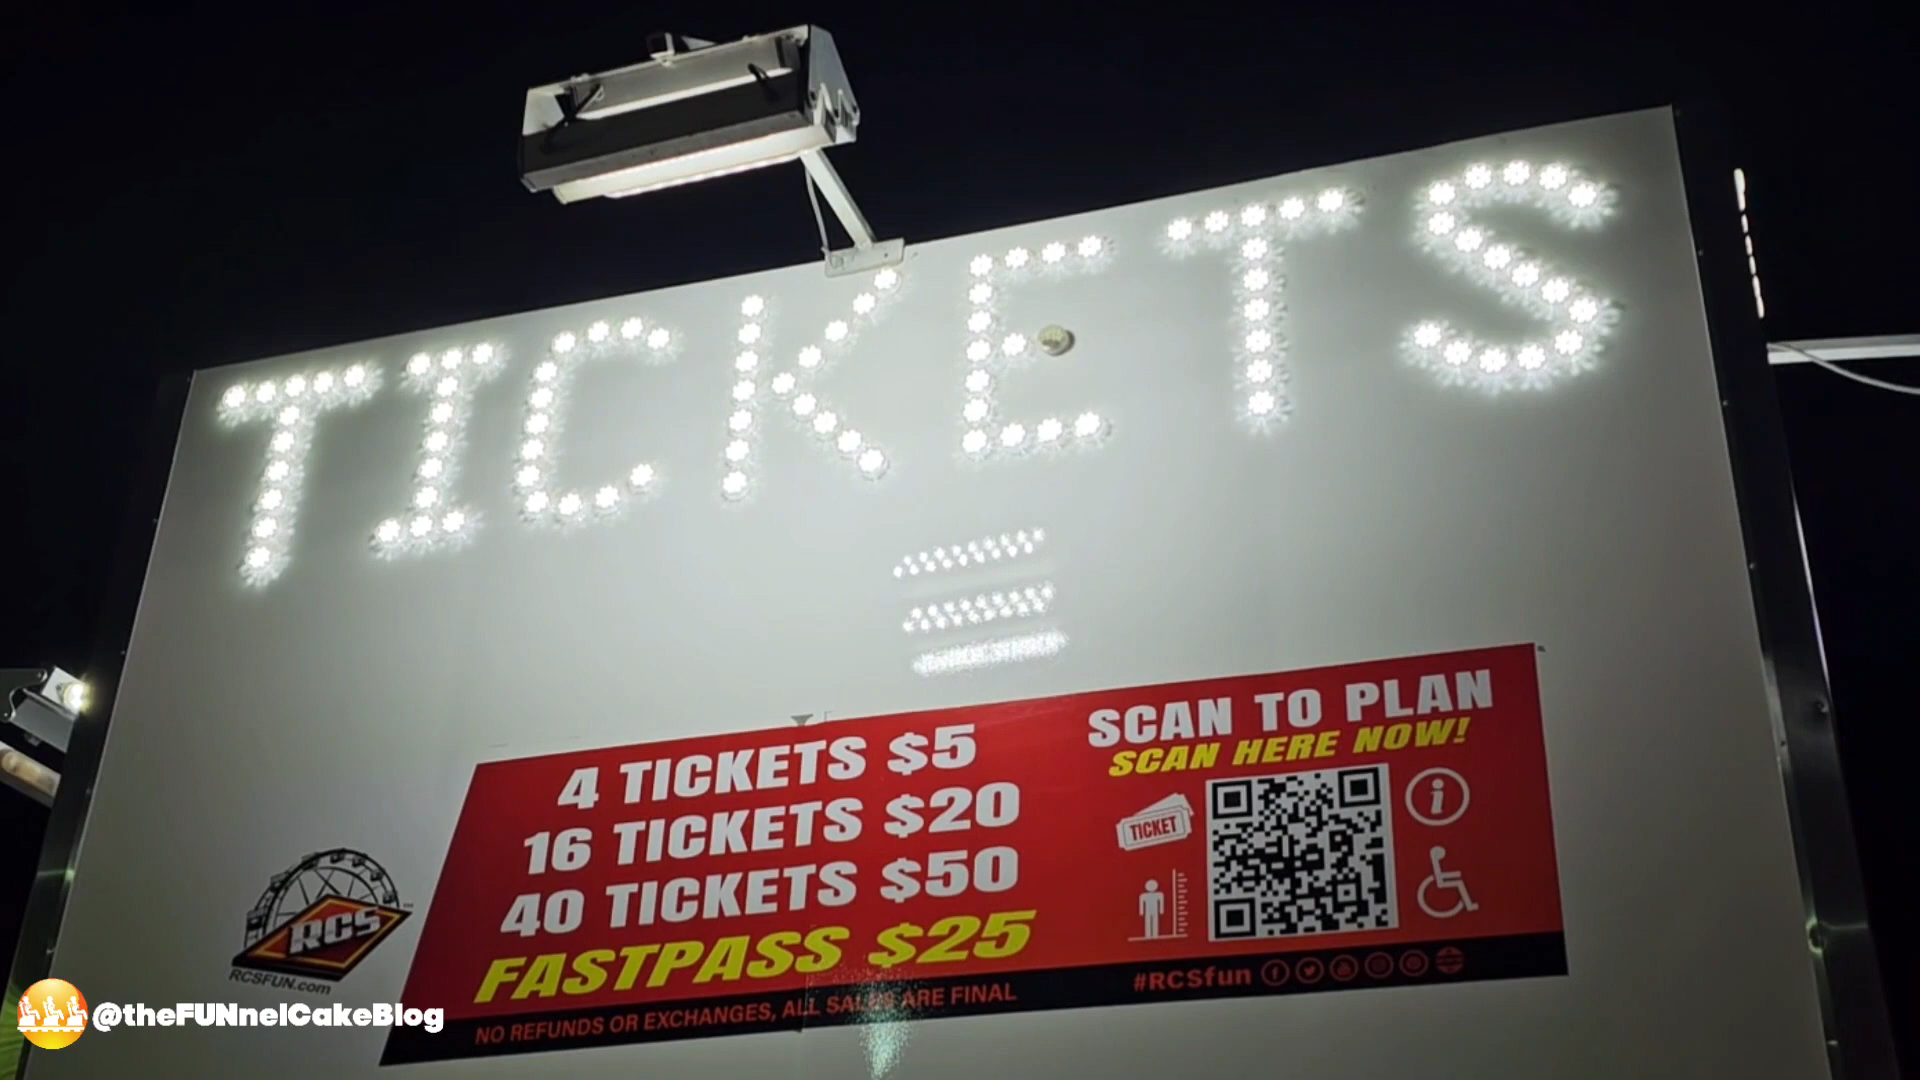 TICKETS
4 TICKETS $5
16 TICKETS $20
40 TICKETS $50
FASTPASS $25
NO REFUNDS OR EXCHANGES, ALL SALES ARE FINAL
SCAN TO PLAN
SCAN HERE NOW!
TICKET
#RCSfun
RCS
RCSFUN.com
@theFUNnelCakeBlog